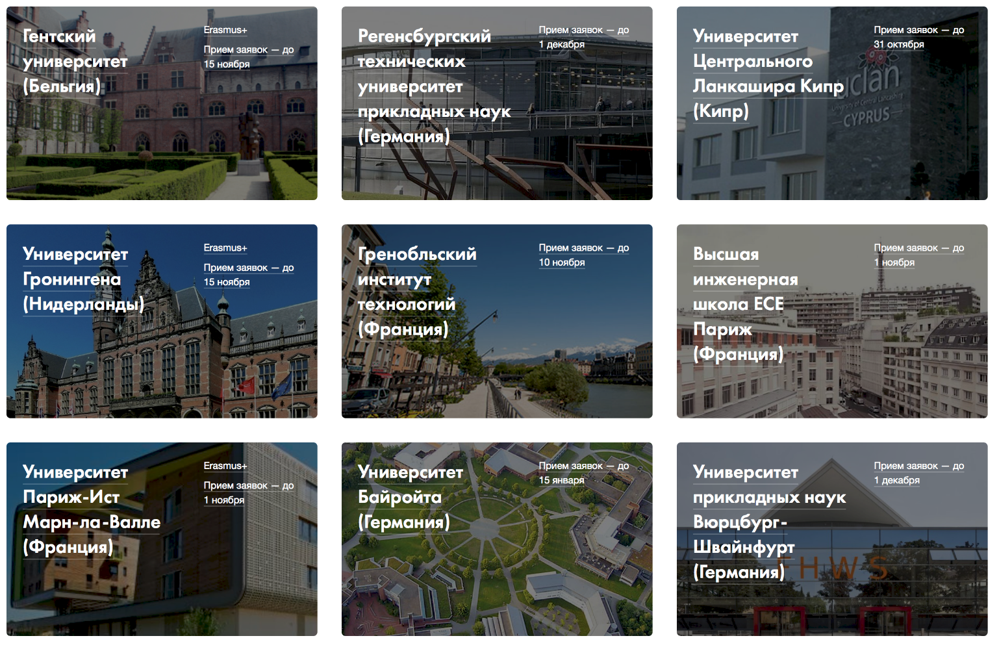 Гентский
университет
(Бельгия)
Erasmus+
Прием заявок — до
15 ноября
Регенсбургский
технических
университет
прикладных наук
(Германия)
Прием заявок — до
1 декабря
Университет
Центрального
Ланкашира Кипр
(Кипр)
Прием заявок — до
31 октября
uclan
University of Central Lancashire
CYPRUS
Университет
Гронингена
(Нидерланды)
Erasmus+
Прием заявок — до
15 ноября
Гренобльский
институт
технологий
(Франция)
Прием заявок — до
10 ноября
Высшая
инженерная
школа ECE
Париж
(Франция)
Прием заявок — до
1 ноября
Университет
Париж-Ист
Марн-ла-Валле
(Франция)
Erasmus+
Прием заявок — до
1 ноября
Университет
Байройта
(Германия)
Прием заявок — до
15 января
Университет
прикладных наук
Вюрцбург-
Швайнфурт
(Германия)
Прием заявок — до
1 декабря
FHWS